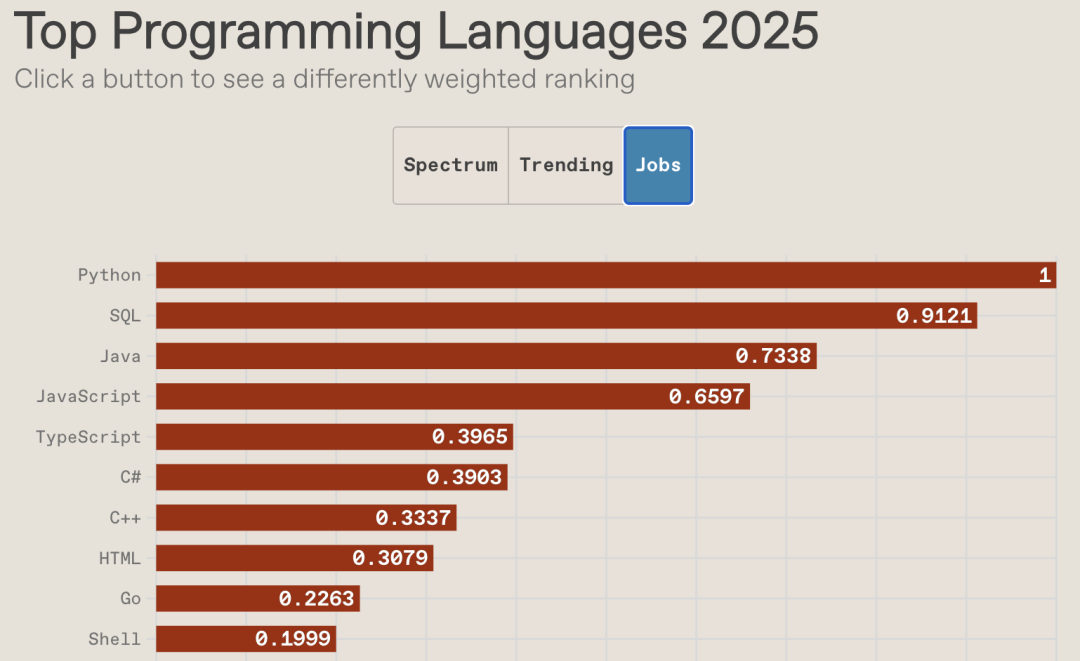 Top Programming Languages 2025
Click a button to see a differently weighted ranking
Spectrum Trending Jobs
Python 1
SQL 0.9121
Java 0.7338
JavaScript 0.6597
TypeScript 0.3965
C# 0.3903
C++ 0.3337
HTML 0.3079
Go 0.2263
Shell 0.1999